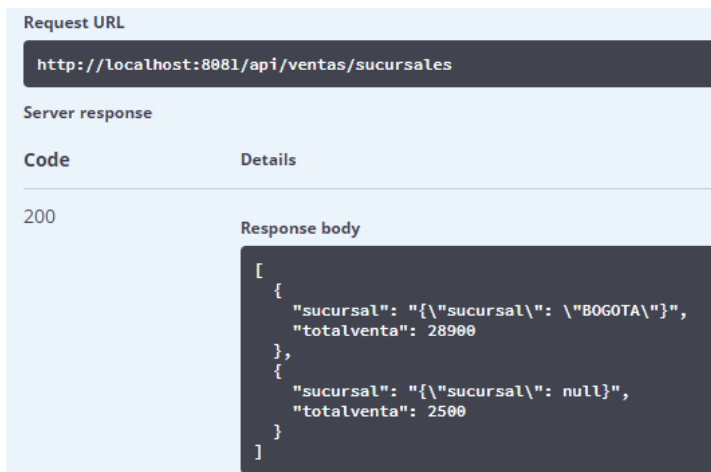 Request URL
http://localhost:8081/api/ventas/sucursales
Server response
Code Details
200
Response body
[
{
"sucursal": "{\"sucursal\": \"BOGOTA\"}",
"totalventa": 28900
},
{
"sucursal": "{\"sucursal\": null}",
"totalventa": 2500
}
]